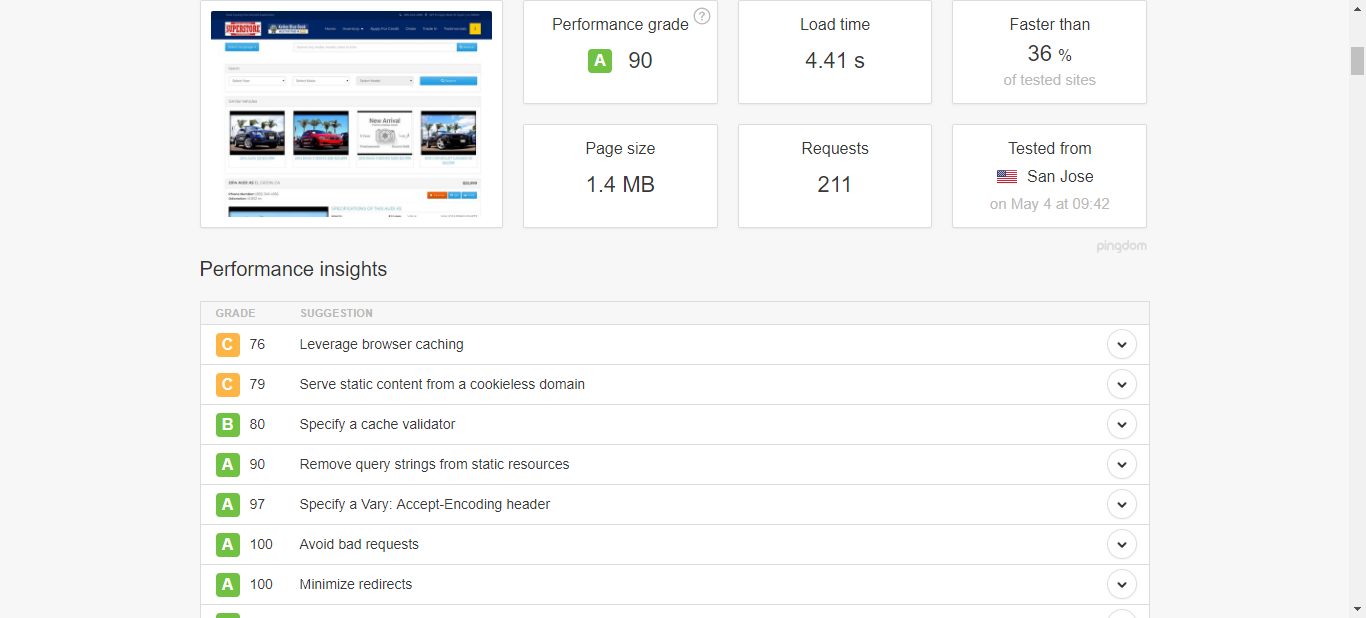 SUPERSTORE
Kelley Blue Book
Performance grade ?
A 90
Load time
4.41 s
Faster than
36 %
of tested sites
New Arrival
Page size
1.4 MB
Requests
211
Tested from
San Jose
on May 4 at 09:42
pingdom
Performance insights
GRADE SUGGESTION
C 76 Leverage browser caching
C 79 Serve static content from a cookieless domain
B 80 Specify a cache validator
A 90 Remove query strings from static resources
A 97 Specify a Vary: Accept-Encoding header
A 100 Avoid bad requests
A 100 Minimize redirects